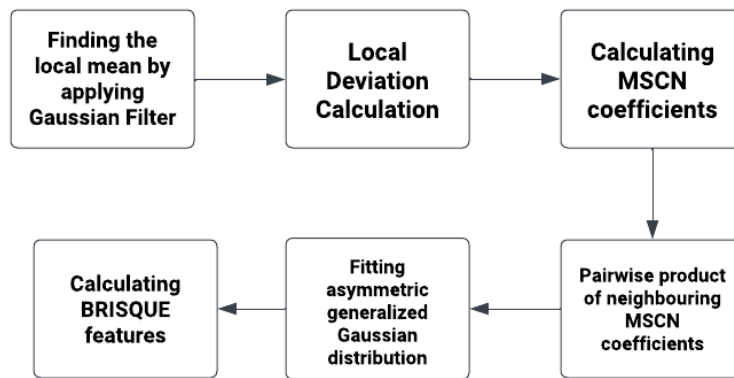 Finding the
local mean by
applying
Gaussian Filter
Local
Deviation
Calculation
Calculating
MSCN
coefficients
Pairwise product
of neighbouring
MSCN
coefficients
Fitting
asymmetric
generalized
Gaussian
distribution
Calculating
BRISQUE
features